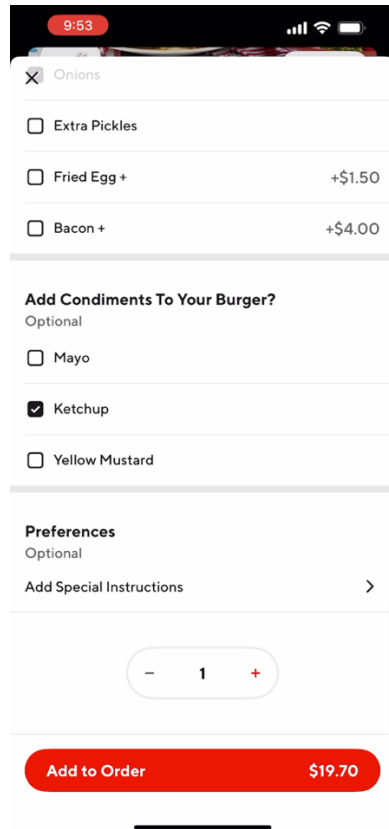 9:53
Onions
Extra Pickles
Fried Egg + +$1.50
Bacon + +$4.00
Add Condiments To Your Burger?
Optional
Mayo
Ketchup
Yellow Mustard
Preferences
Optional
Add Special Instructions
1
Add to Order $19.70